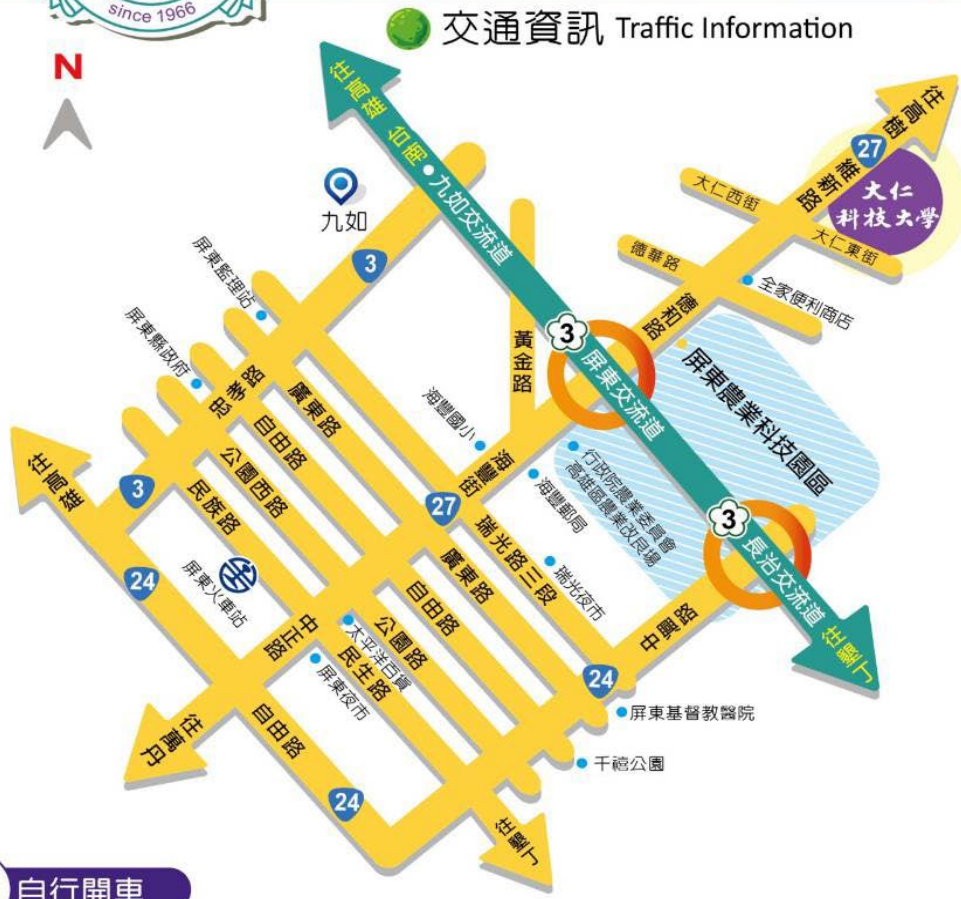 since 1966
交通資訊 Traffic Information
N
往高雄 台南
九如交流道
九如
3
往高樹
27
維新路
大仁
科技大學
大仁西街
大仁東街
德華路
德和路
全家便利商店
屏東監理站
屏東縣政府
忠孝路
廣東路
自由路
公園西路
民族路
黃金路
3
屏東交流道
屏東農業科技園區
海豐國小
海豐街
海豐郵局
行政院農業委員會
高雄區農業改良場
27
瑞光路三段
瑞光夜市
廣東路
自由路
公園路
民生路
太平洋百貨
屏東夜市
3
長治交流道
往墾丁
中興路
24
屏東基督教醫院
千禧公園
往高雄
3
24
屏東火車站
中正路
往萬丹
自由路
24
往墾丁
自行開車